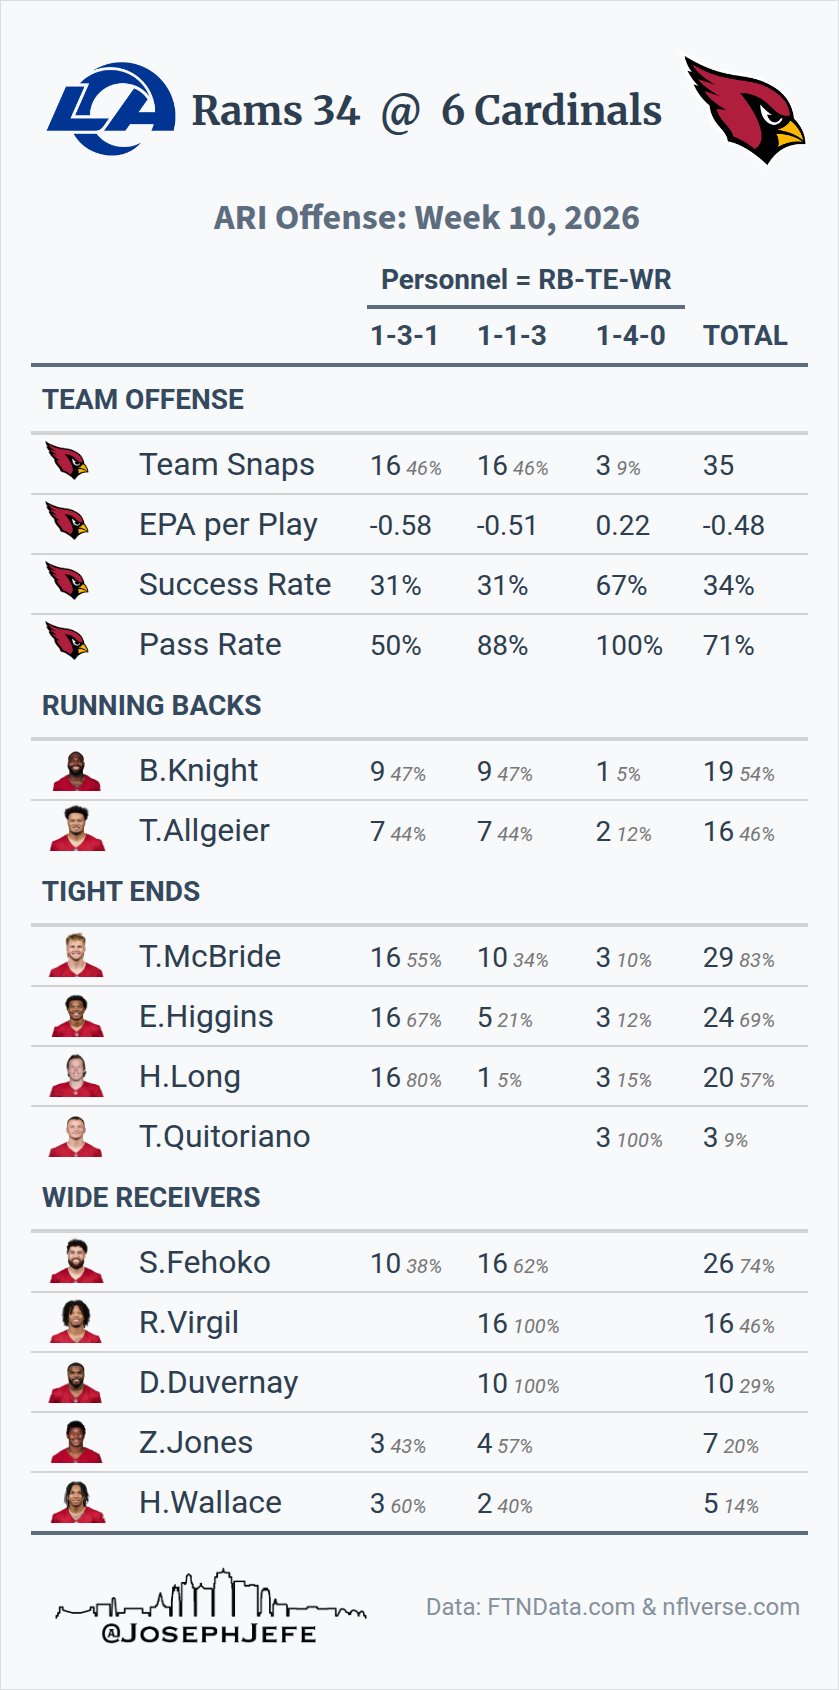 LA
Rams 34 @ 6 Cardinals
ARI Offense: Week 10, 2026
Personnel = RB-TE-WR
1-3-1 1-1-3 1-4-0 TOTAL
TEAM OFFENSE
Team Snaps 16 46% 16 46% 3 9% 35
EPA per Play -0.58 -0.51 0.22 -0.48
Success Rate 31% 31% 67% 34%
Pass Rate 50% 88% 100% 71%
RUNNING BACKS
B.Knight 9 47% 9 47% 1 5% 19 54%
T.Allgeier 7 44% 7 44% 2 12% 16 46%
TIGHT ENDS
T.McBride 16 55% 10 34% 3 10% 29 83%
E.Higgins 16 67% 5 21% 3 12% 24 69%
H.Long 16 80% 1 5% 3 15% 20 57%
T.Quitoriano 3 100% 3 9%
WIDE RECEIVERS
S.Fehoko 10 38% 16 62% 26 74%
R.Virgil 16 100% 16 46%
D.Duvernay 10 100% 10 29%
Z.Jones 3 43% 4 57% 7 20%
H.Wallace 3 60% 2 40% 5 14%
@JosephJefe
Data: FTNData.com & nflverse.com